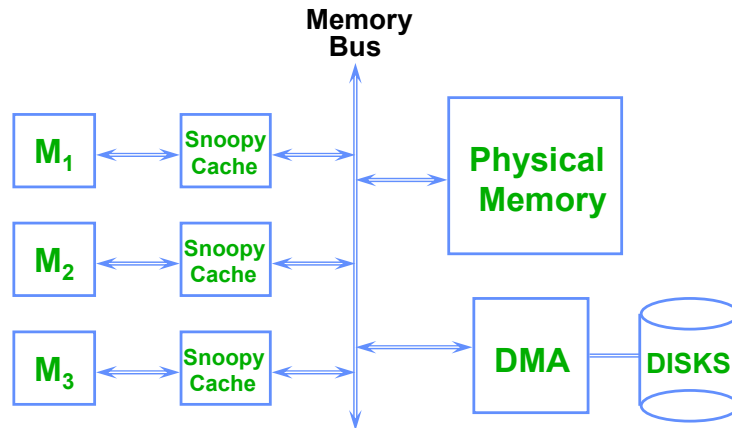 Memory
Bus
M₁
Snoopy
Cache
Physical
Memory
M₂
Snoopy
Cache
M₃
Snoopy
Cache
DMA
DISKS